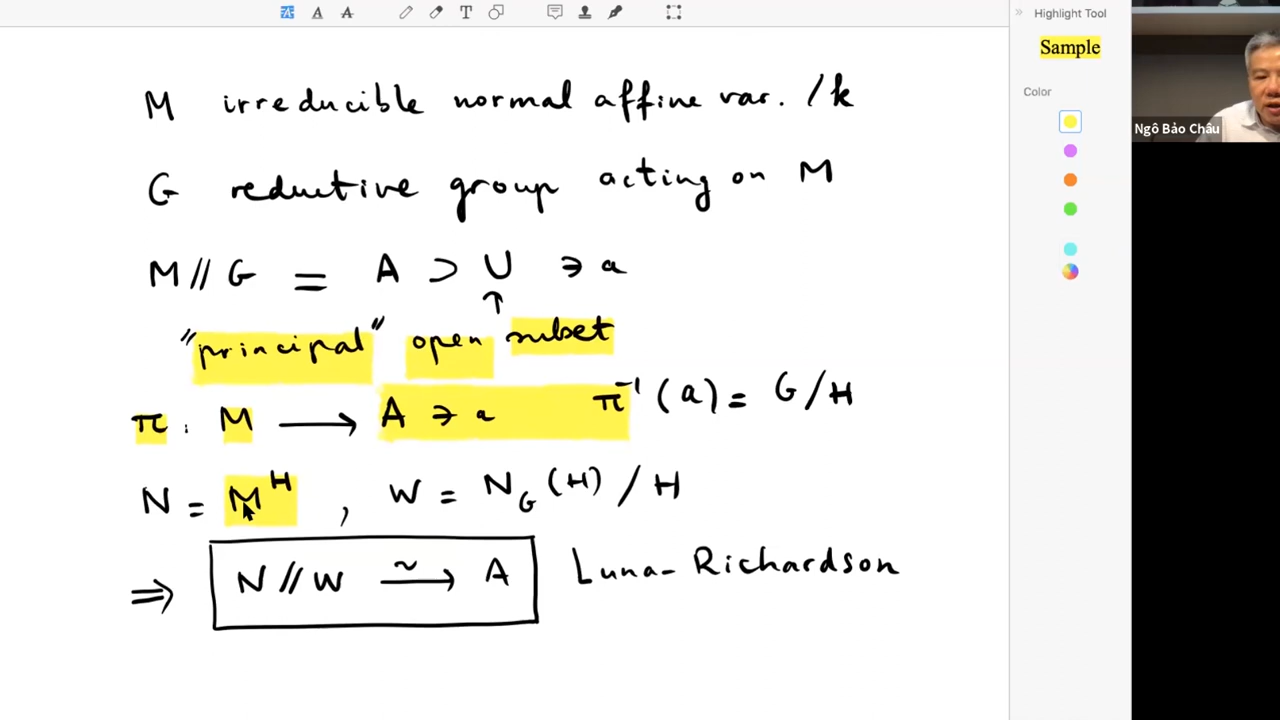 Highlight Tool
Sample
Color
Ngô Bảo Châu
M irreducible normal affine var. /k
G reductive group acting on M
M//G = A ⊃ U ∋ a
↑
"principal" open subset
π : M ⟶ A ∋ a π⁻¹(a) = G/H
N = M^H , W = N_G(H)/H
⇒ N//W ⥲ A Luna-Richardson